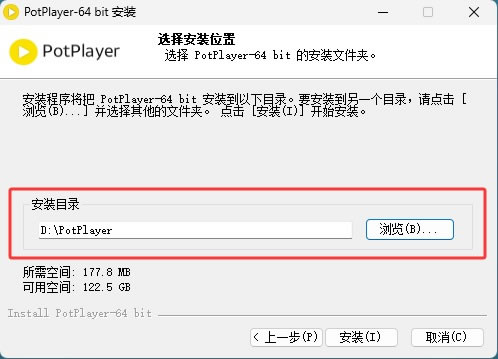 PotPlayer-64 bit 安装
PotPlayer
选择安装位置
选择 PotPlayer-64 bit 的安装文件夹。
安装程序将把 PotPlayer-64 bit 安装到以下目录。要安装到另一个目录，请点击 [
浏览(B)...] 并选择其他的文件夹。 点击 [安装(I)] 开始安装。
安装目录
D:\PotPlayer
浏览(B)...
所需空间: 177.8 MB
可用空间: 122.5 GB
Install PotPlayer-64 bit
< 上一步(P)
安装(I)
取消(C)